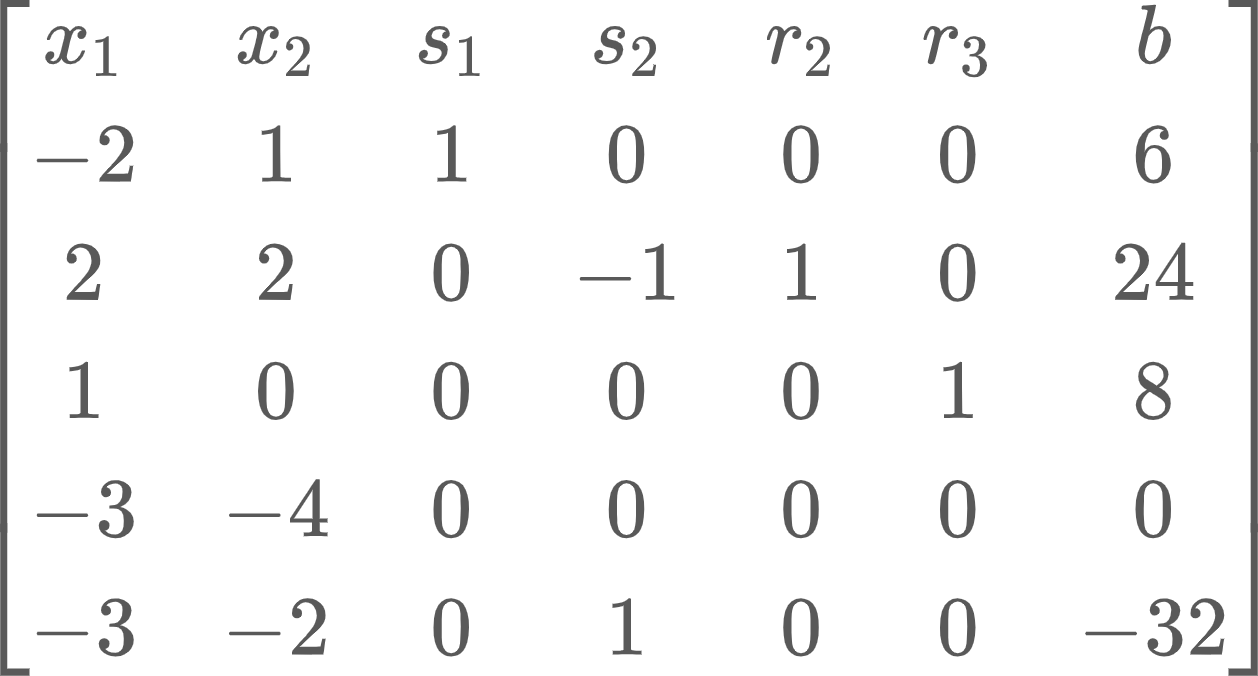 x₁ x₂ s₁ s₂ r₂ r₃ b
−2 1 1 0 0 0 6
2 2 0 −1 1 0 24
1 0 0 0 0 1 8
−3 −4 0 0 0 0 0
−3 −2 0 1 0 0 −32